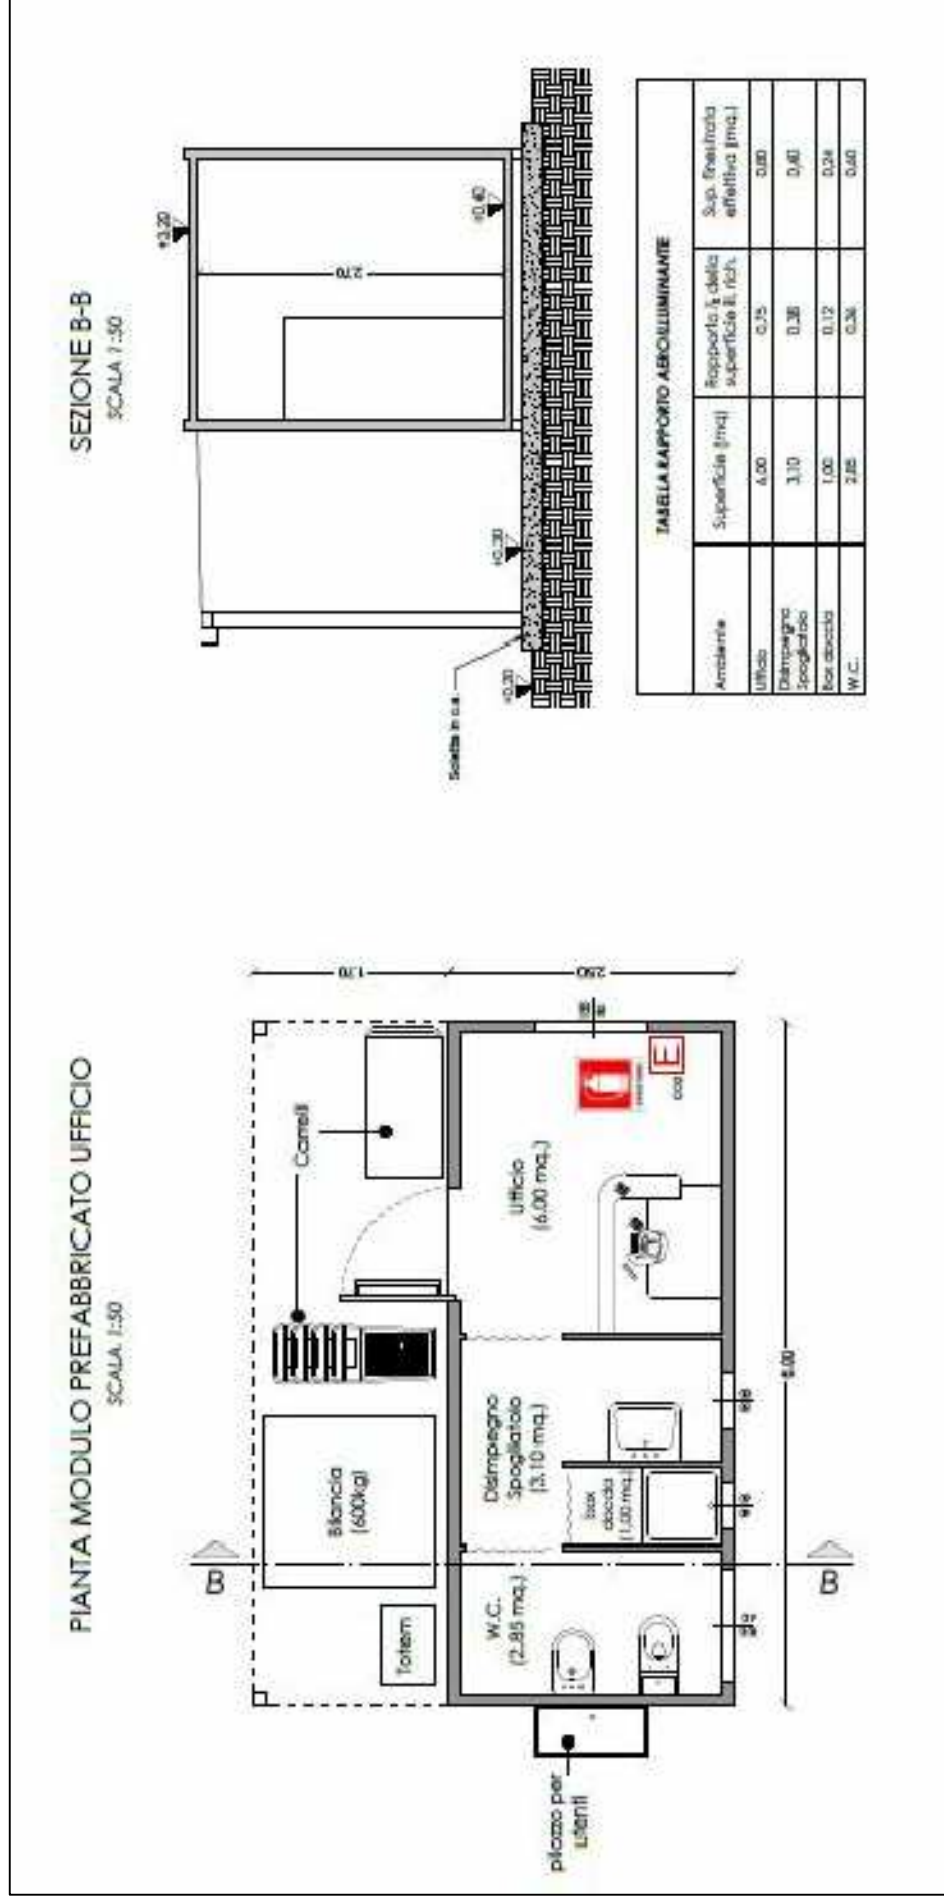 PIANTA MODULO PREFABBRICATO UFFICIO
SCALA 1:50
Carrelli
Bilancia
(600kg)
Totem
1.70
2.50
Ufficio
(6.00 mq.)
E
Disimpegno
Spogliatoio
(3.10 mq.)
box
doccia
(1,00 mq.)
W.C.
(2.85 mq.)
B
B
6.00
pilozzo per
utenti
SEZIONE B-B
SCALA 1:50
+3.20
2.70
+0.40
+0.20
Soletta in c.a.
TABELLA RAPPORTO AEROILLUMINANTE
Ambiente Superficie (mq) Rapporto ⅛ della superficie ill. rich. Sup. finestrata effettiva (mq.)
Ufficio 6,00 0,75 0,80
Disimpegno Spogliatoio 3,10 0,38 0,40
Box doccia 1,00 0,12 0,24
W.C. 2,85 0,36 0,60